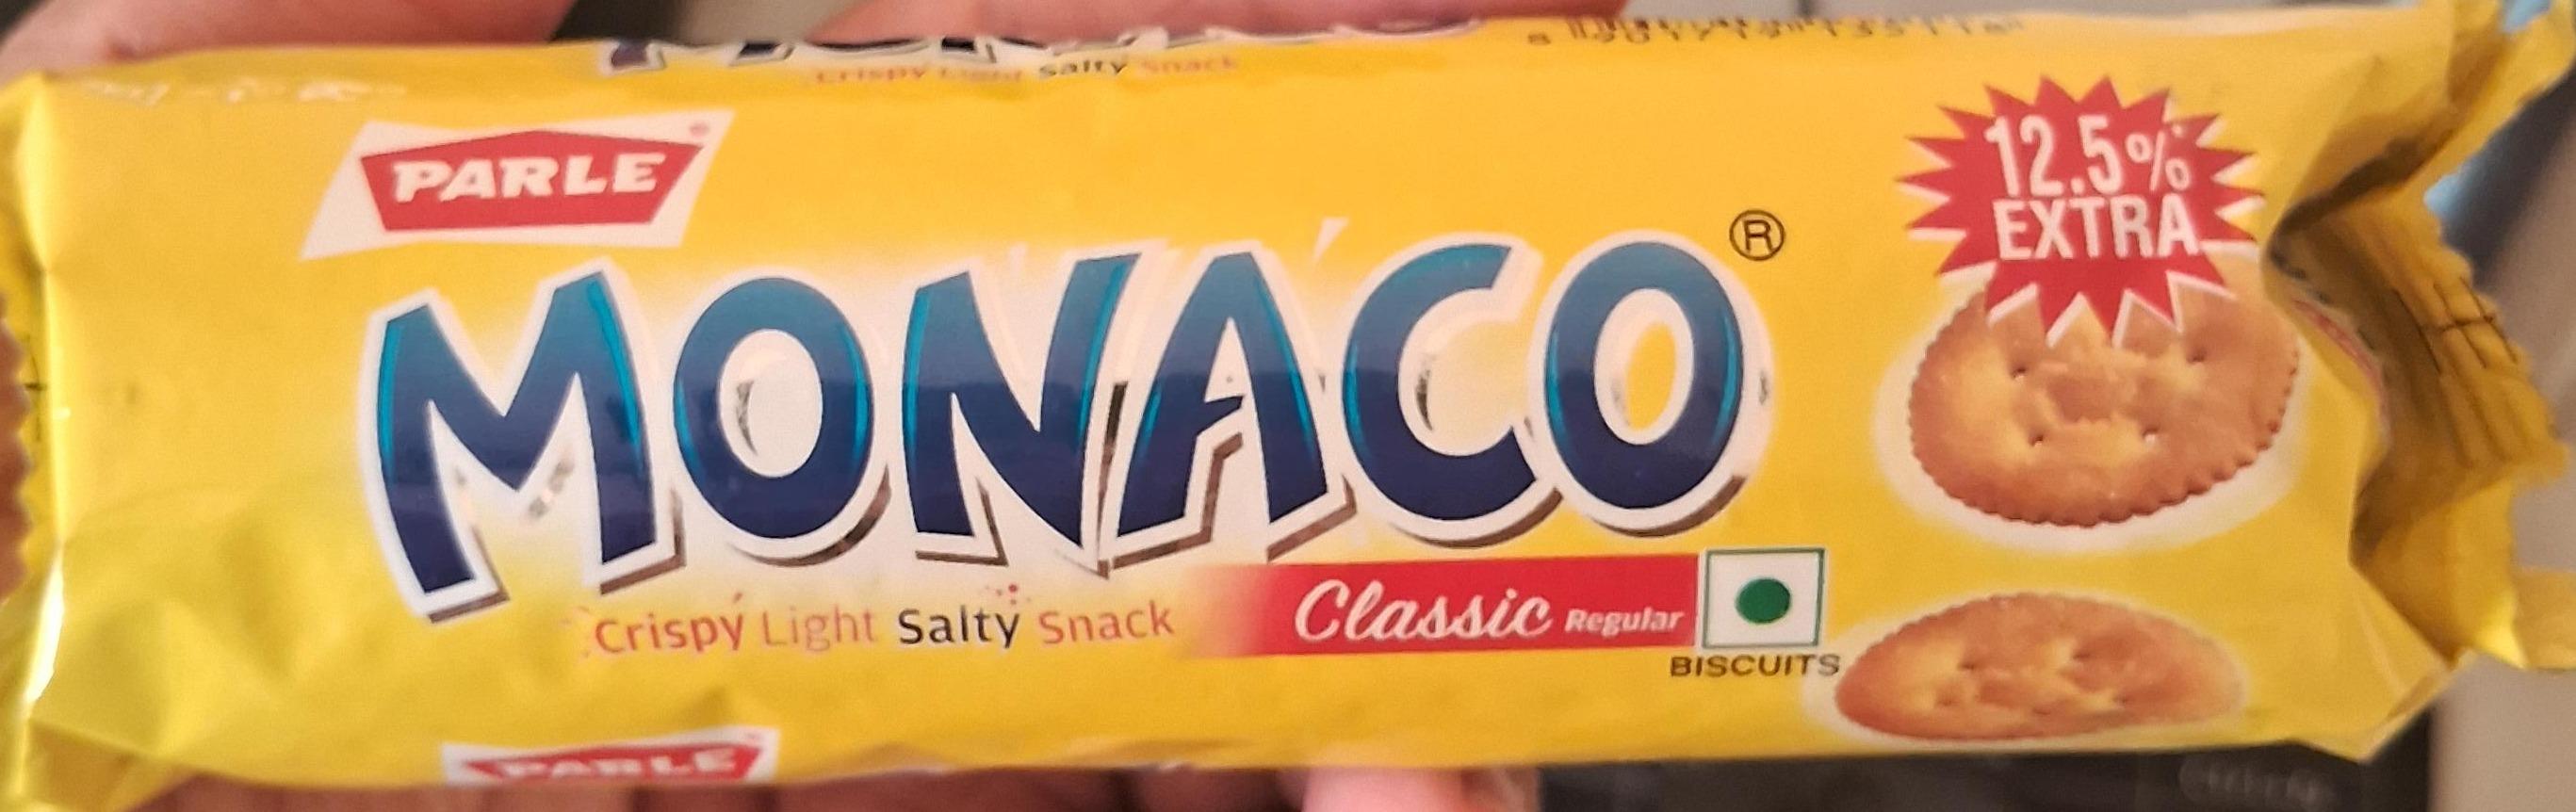 Crispy Light Salty Snack
PARLE
12.5%
EXTRA
MONACO®
Crispy Light Salty Snack
Classic Regular
BISCUITS
PARLE